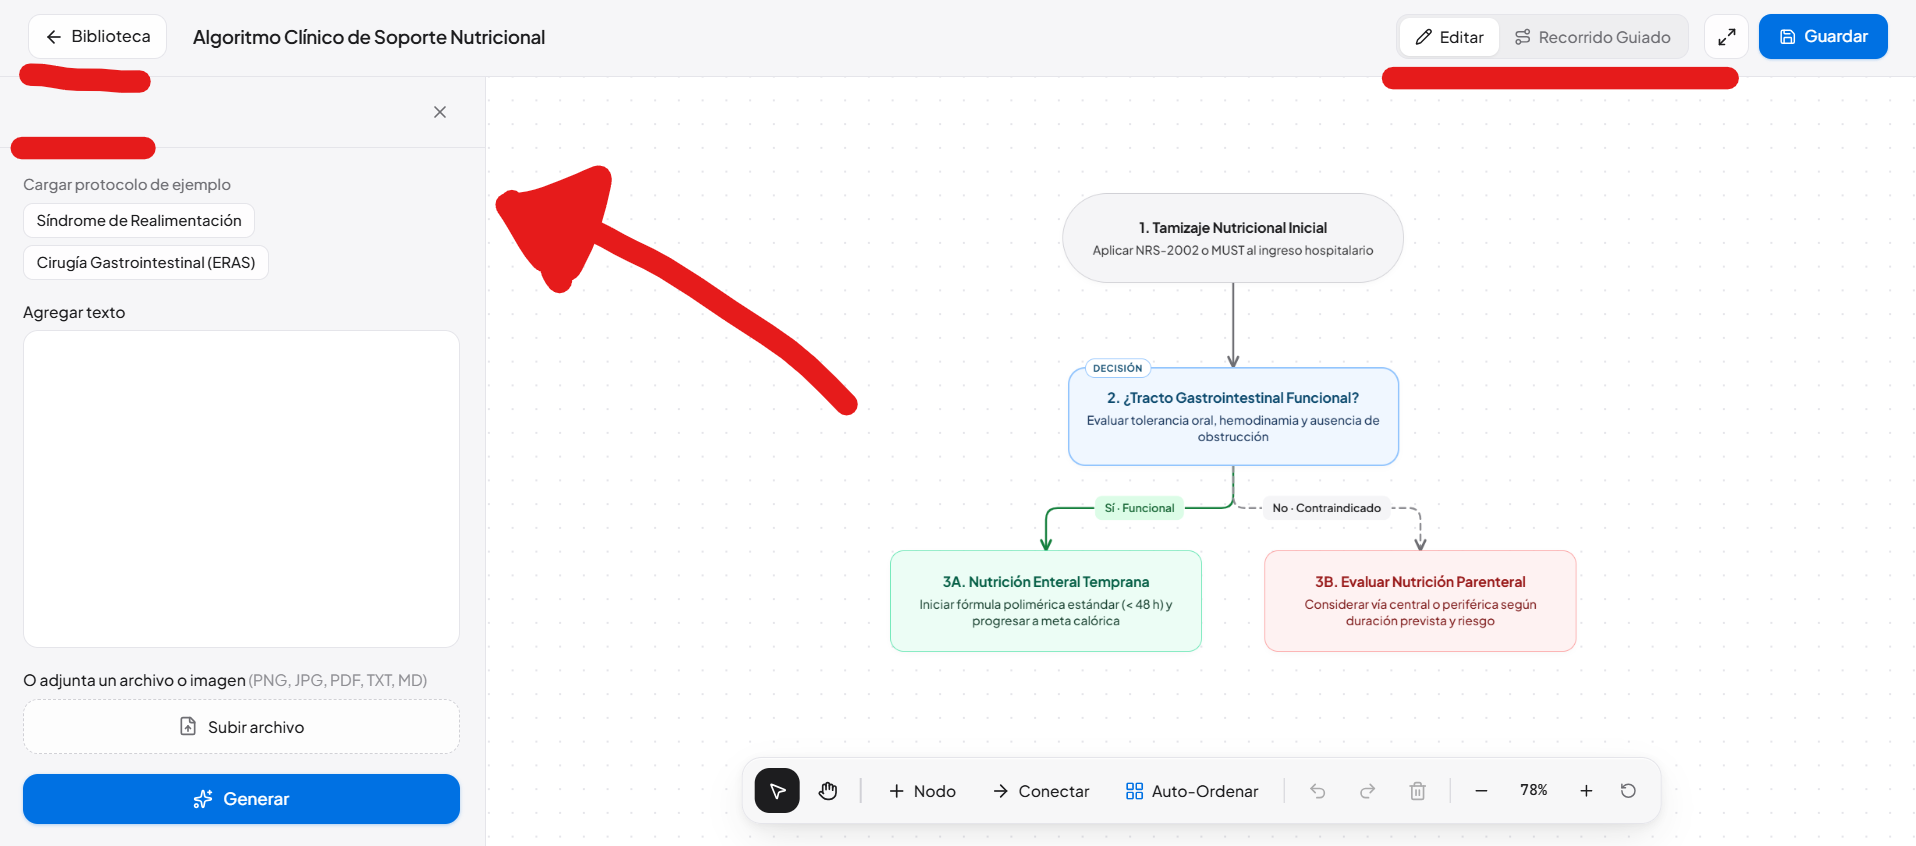 Biblioteca
Algoritmo Clínico de Soporte Nutricional
Editar
Recorrido Guiado
Guardar
Cargar protocolo de ejemplo
Síndrome de Realimentación
Cirugía Gastrointestinal (ERAS)
Agregar texto
O adjunta un archivo o imagen (PNG, JPG, PDF, TXT, MD)
Subir archivo
Generar
1. Tamizaje Nutricional Inicial
Aplicar NRS-2002 o MUST al ingreso hospitalario
DECISIÓN
2. ¿Tracto Gastrointestinal Funcional?
Evaluar tolerancia oral, hemodinamia y ausencia de
obstrucción
Sí · Funcional
No · Contraindicado
3A. Nutrición Enteral Temprana
Iniciar fórmula polimérica estándar (< 48 h) y
progresar a meta calórica
3B. Evaluar Nutrición Parenteral
Considerar vía central o periférica según
duración prevista y riesgo
Nodo
Conectar
Auto-Ordenar
78%